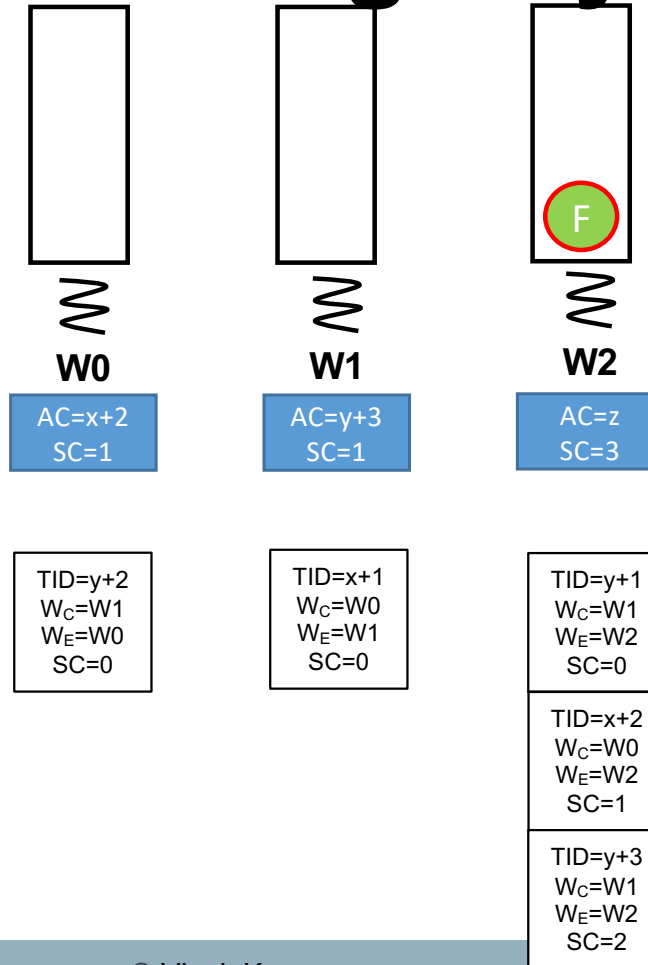 F
W0
W1
W2
AC=x+2
SC=1
AC=y+3
SC=1
AC=z
SC=3
TID=y+2
WC=W1
WE=W0
SC=0
TID=x+1
WC=W0
WE=W1
SC=0
TID=y+1
WC=W1
WE=W2
SC=0
TID=x+2
WC=W0
WE=W2
SC=1
TID=y+3
WC=W1
WE=W2
SC=2